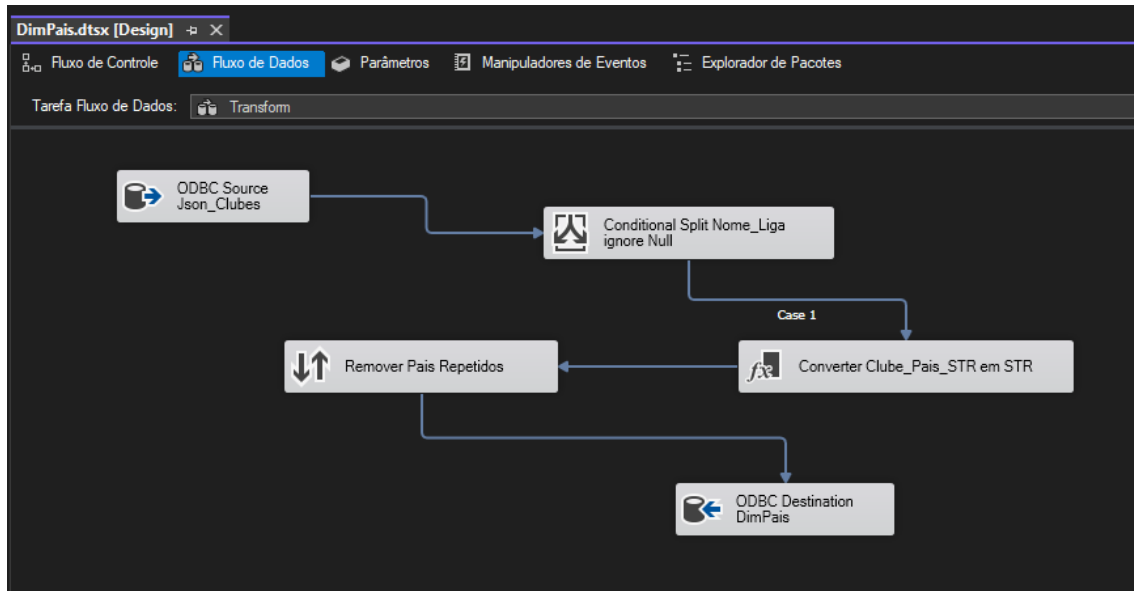 DimPais.dtsx [Design]
Fluxo de Controle
Fluxo de Dados
Parâmetros
Manipuladores de Eventos
Explorador de Pacotes
Tarefa Fluxo de Dados:
Transform
ODBC Source
Json_Clubes
Conditional Split Nome_Liga
ignore Null
Case 1
Remover Pais Repetidos
fx
Converter Clube_Pais_STR em STR
ODBC Destination
DimPais